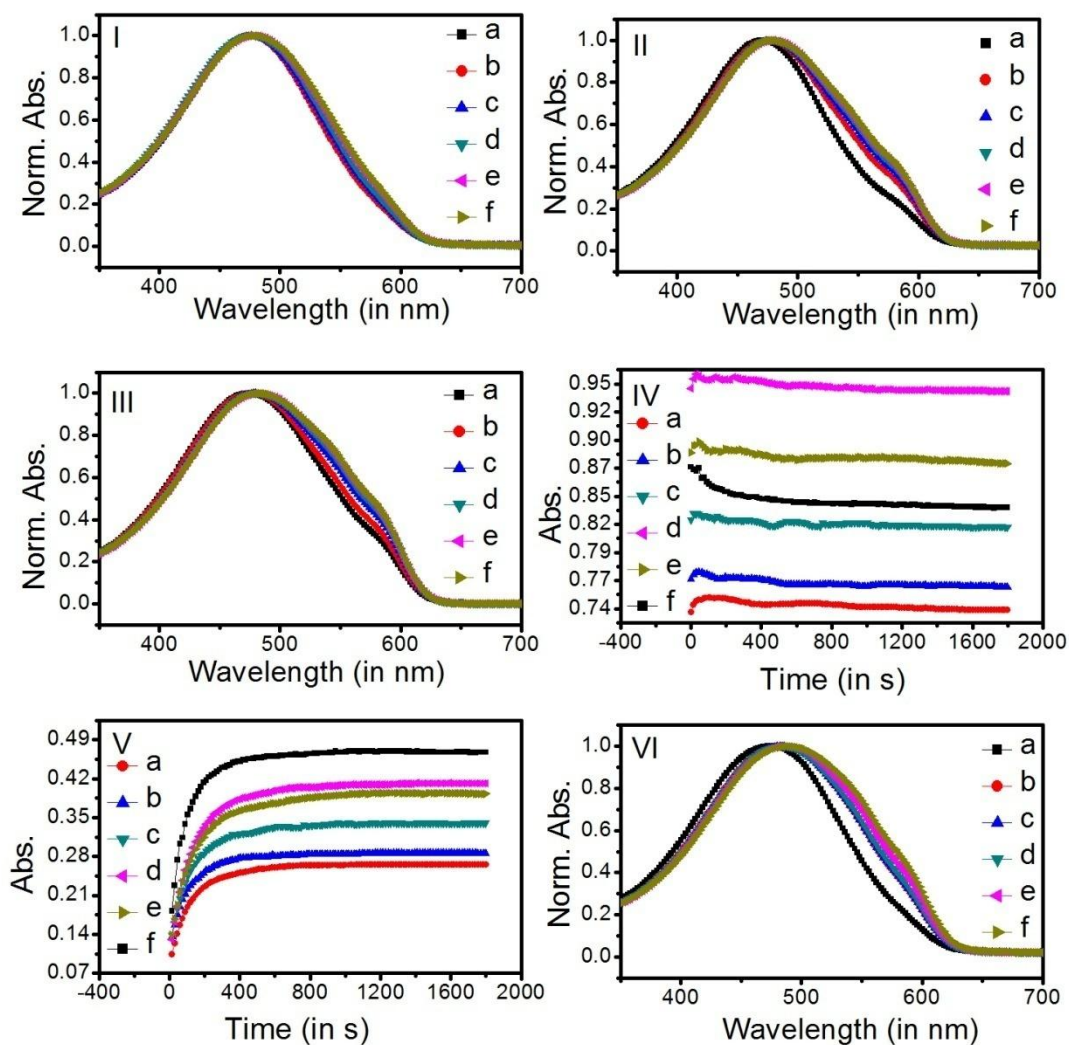 I
a
b
c
d
e
f
1.0
0.8
0.6
0.4
0.2
0.0
Norm. Abs.
400 500 600 700
Wavelength (in nm)
II
a
b
c
d
e
f
1.0
0.8
0.6
0.4
0.2
0.0
Norm. Abs.
400 500 600 700
Wavelength (in nm)
III
a
b
c
d
e
f
1.0
0.8
0.6
0.4
0.2
0.0
Norm. Abs.
400 500 600 700
Wavelength (in nm)
IV
a
b
c
d
e
f
0.95
0.92
0.90
0.87
0.85
0.82
0.79
0.77
0.74
Abs.
-400 0 400 800 1200 1600 2000
Time (in s)
V
a
b
c
d
e
f
0.49
0.42
0.35
0.28
0.21
0.14
0.07
Abs.
-400 0 400 800 1200 1600 2000
Time (in s)
VI
a
b
c
d
e
f
1.0
0.8
0.6
0.4
0.2
0.0
Norm. Abs.
400 500 600 700
Wavelength (in nm)